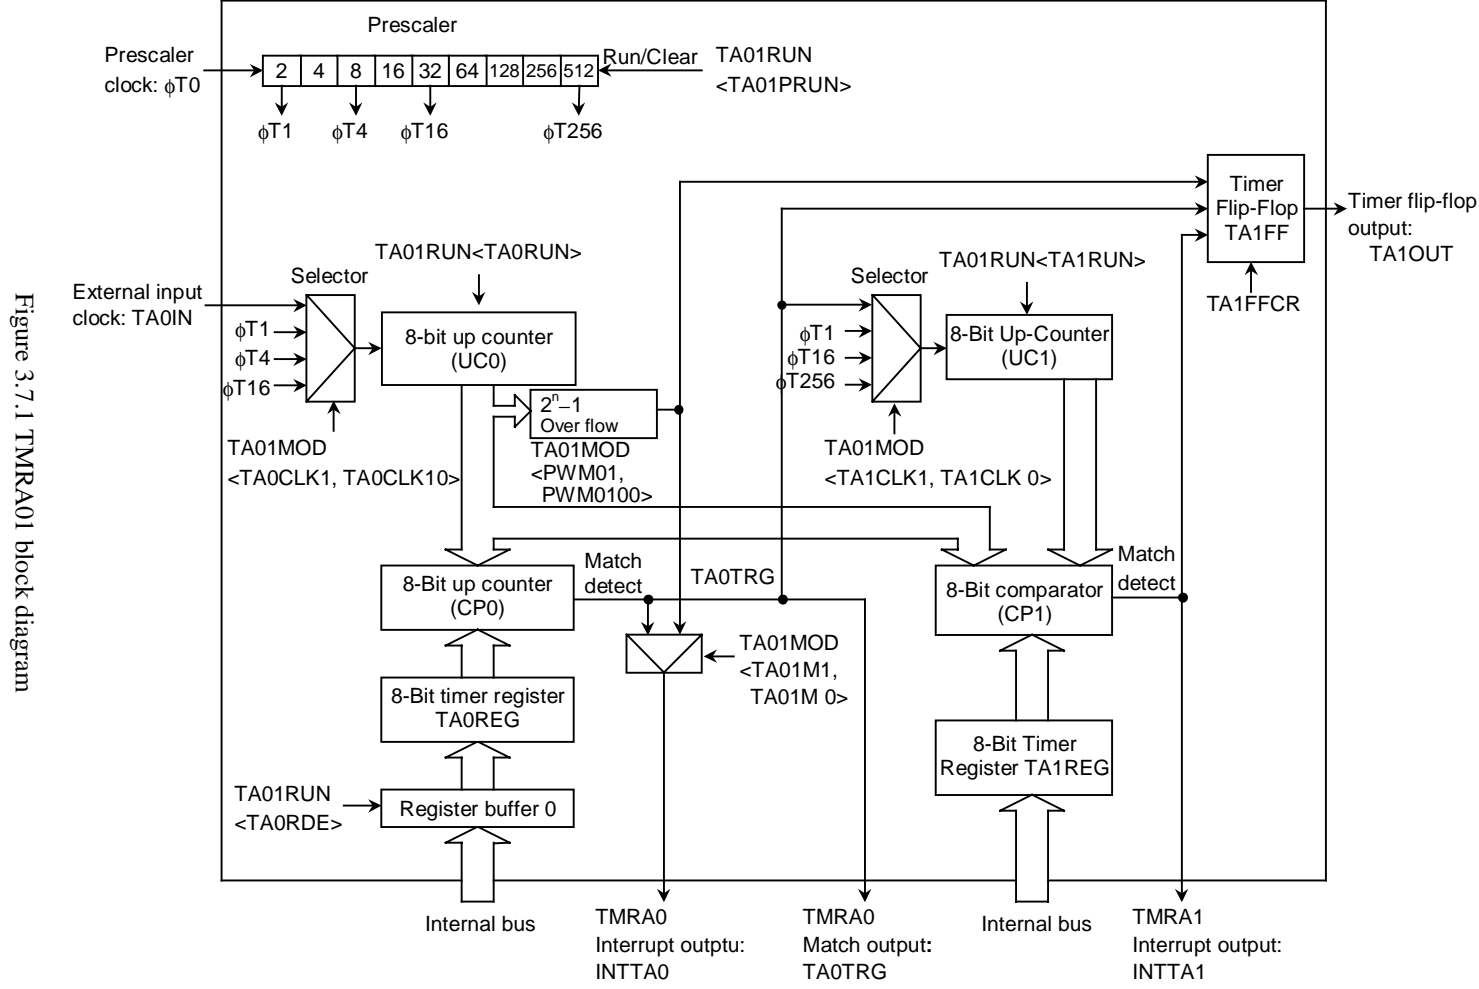 Prescaler
Prescaler
clock: ϕT0
2 4 8 16 32 64 128 256 512
Run/Clear
TA01RUN
<TA01PRUN>
ϕT1
ϕT4
ϕT16
ϕT256
Timer
Flip-Flop
TA1FF
Timer flip-flop
output:
TA1OUT
TA1FFCR
TA01RUN<TA0RUN>
Selector
External input
clock: TA0IN
ϕT1
ϕT4
ϕT16
8-bit up counter
(UC0)
2ⁿ–1
Over flow
TA01MOD
<TA0CLK1, TA0CLK10>
TA01MOD
<PWM01,
PWM0100>
Selector
TA01RUN<TA1RUN>
ϕT1
ϕT16
ϕT256
8-Bit Up-Counter
(UC1)
TA01MOD
<TA1CLK1, TA1CLK 0>
8-Bit up counter
(CP0)
Match
detect
TA0TRG
8-Bit comparator
(CP1)
Match
detect
TA01MOD
<TA01M1,
TA01M 0>
8-Bit timer register
TA0REG
8-Bit Timer
Register TA1REG
TA01RUN
<TA0RDE>
Register buffer 0
Internal bus
TMRA0
Interrupt outptu:
INTTA0
TMRA0
Match output:
TA0TRG
Internal bus
TMRA1
Interrupt output:
INTTA1
Figure 3.7.1 TMRA01 block diagram